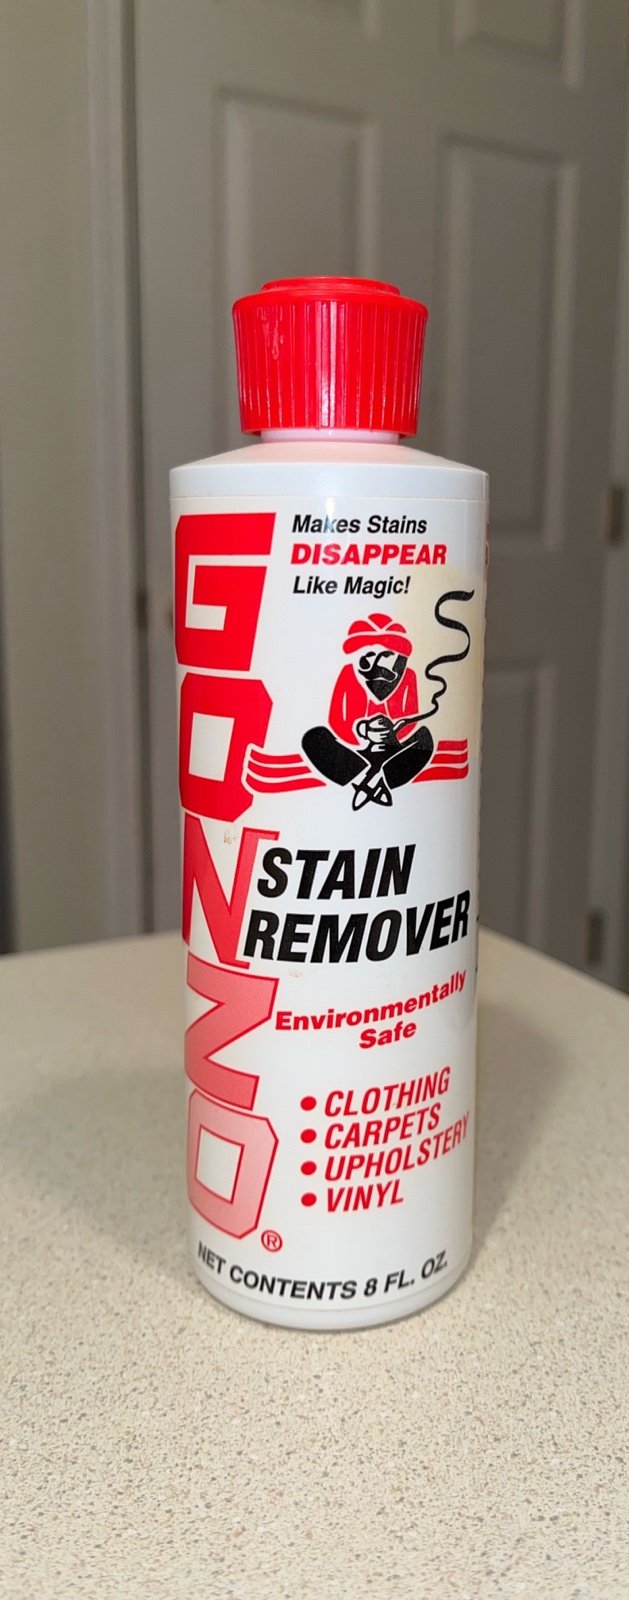 GONZO®
Makes Stains
DISAPPEAR
Like Magic!
STAIN
REMOVER
Environmentally
Safe
• CLOTHING
• CARPETS
• UPHOLSTERY
• VINYL
NET CONTENTS 8 FL. OZ.